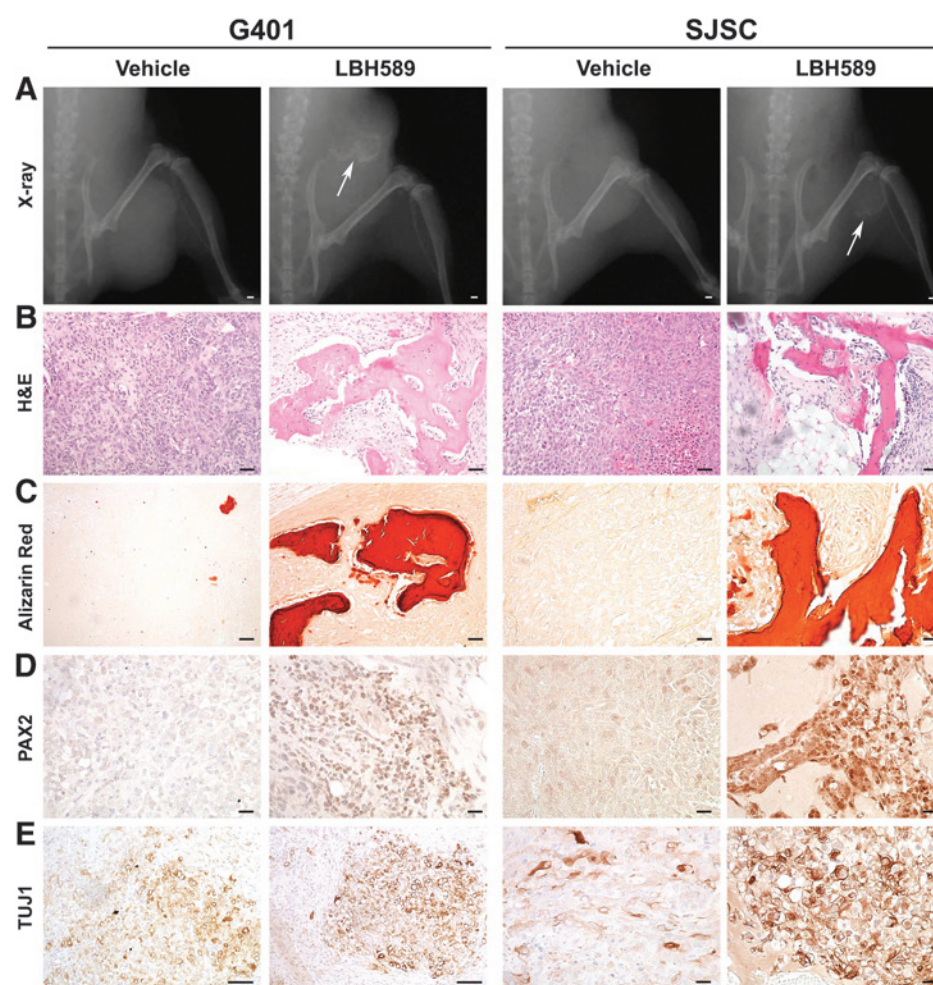 G401 SJSC
Vehicle LBH589 Vehicle LBH589
A
X-ray
B
H&E
C
Alizarin Red
D
PAX2
E
TUJ1